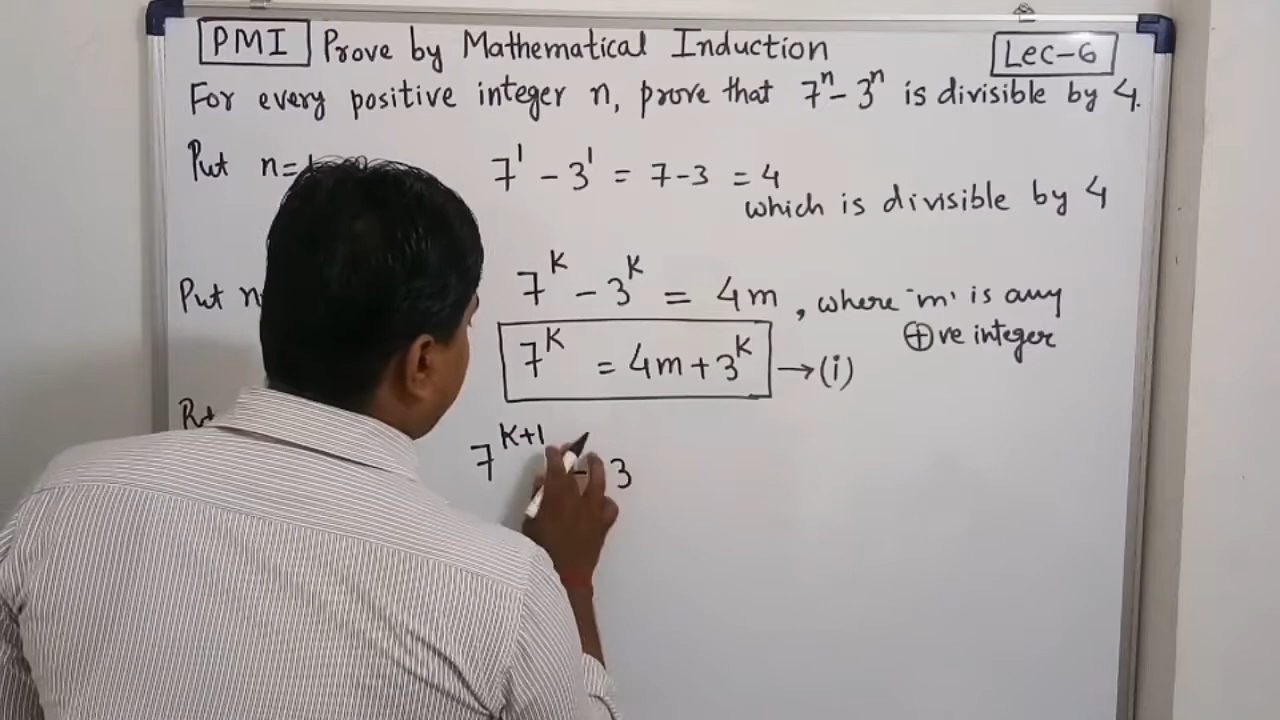 PMI Prove by Mathematical Induction Lec-6
For every positive integer n, prove that 7ⁿ - 3ⁿ is divisible by 4.
Put n=1 7¹ - 3¹ = 7-3 = 4
which is divisible by 4
Put n 7ᴷ - 3ᴷ = 4m , where "m" is any
⊕ve integer
7ᴷ = 4m + 3ᴷ →(i)
Put
7ᴷ⁺¹ - 3